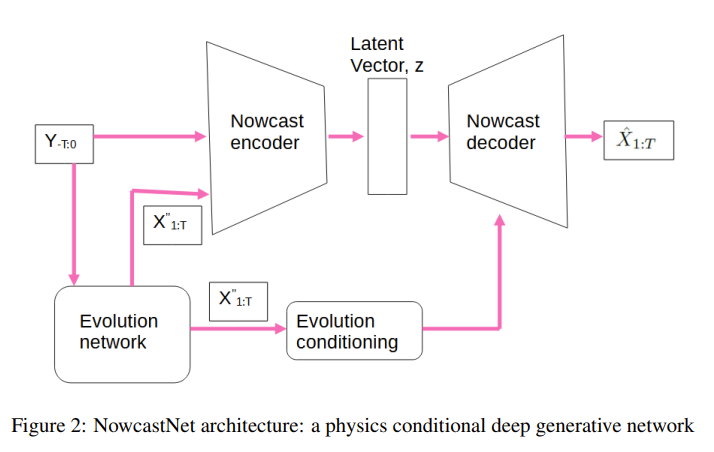 Latent
Vector, z
Nowcast
encoder
Nowcast
decoder
Y-T:0
X̂1:T
X"1:T
X"1:T
Evolution
network
Evolution
conditioning
Figure 2: NowcastNet architecture: a physics conditional deep generative network